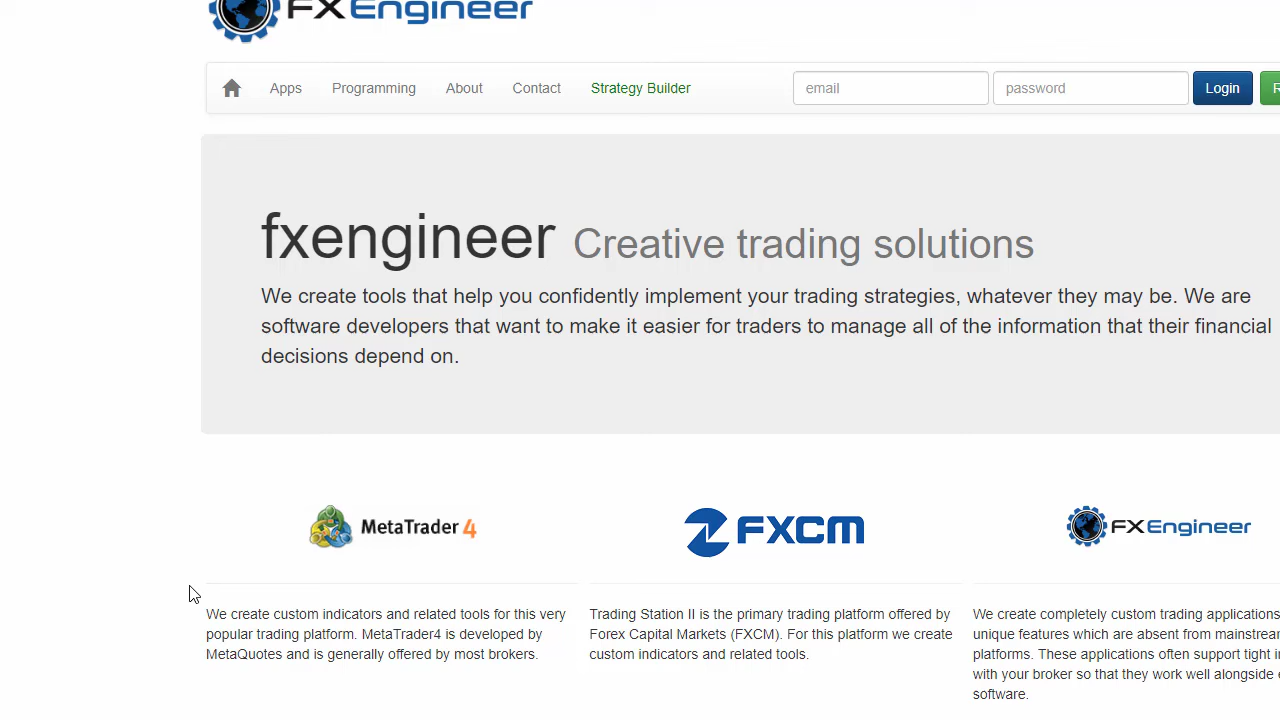 FXEngineer
Apps Programming About Contact Strategy Builder email password Login
fxengineer Creative trading solutions
We create tools that help you confidently implement your trading strategies, whatever they may be. We are
software developers that want to make it easier for traders to manage all of the information that their financial
decisions depend on.
MetaTrader 4
FXCM
FXEngineer
We create custom indicators and related tools for this very
popular trading platform. MetaTrader4 is developed by
MetaQuotes and is generally offered by most brokers.
Trading Station II is the primary trading platform offered by
Forex Capital Markets (FXCM). For this platform we create
custom indicators and related tools.
We create completely custom trading applications
unique features which are absent from mainstream
platforms. These applications often support tight
with your broker so that they work well alongside
software.